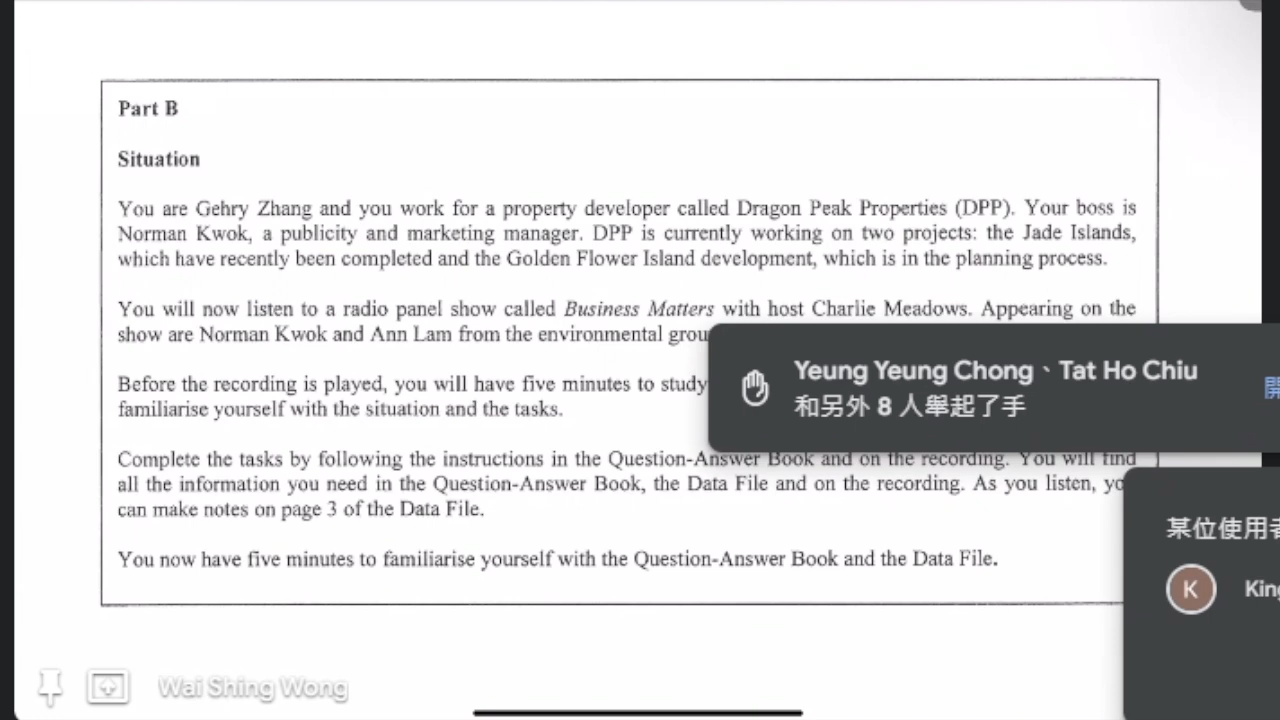 Part B
Situation
You are Gehry Zhang and you work for a property developer called Dragon Peak Properties (DPP). Your boss is
Norman Kwok, a publicity and marketing manager. DPP is currently working on two projects: the Jade Islands,
which have recently been completed and the Golden Flower Island development, which is in the planning process.
You will now listen to a radio panel show called Business Matters with host Charlie Meadows. Appearing on the
show are Norman Kwok and Ann Lam from the environmental
Before the recording is played, you will have five minutes to study
familiarise yourself with the situation and the tasks.
Complete the tasks by following the instructions in the Question-Answer Book and on the recording. You will find
all the information you need in the Question-Answer Book, the Data File and on the recording. As you listen,
can make notes on page 3 of the Data File.
You now have five minutes to familiarise yourself with the Question-Answer Book and the Data File.
Yeung Yeung Chong、Tat Ho Chiu
和另外 8 人舉起了手
某位使用者
K
Wai Shing Wong